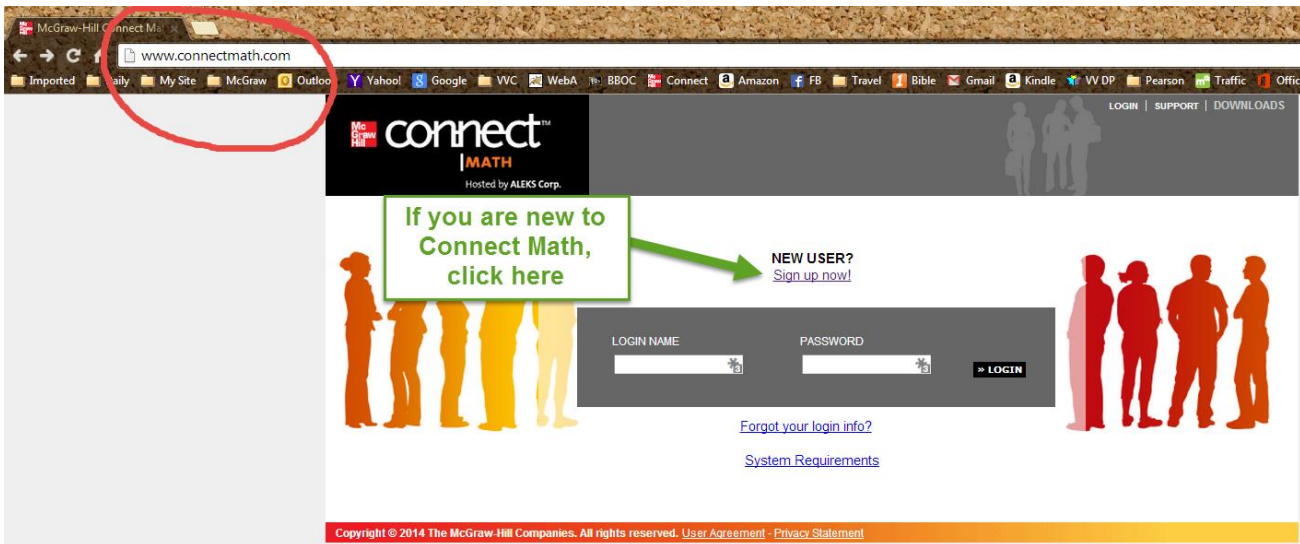 McGraw-Hill Connect Ma
www.connectmath.com
Imported My Site McGraw Outloo Yahoo! Google VVC WebA BBOC Connect Amazon FB Travel Bible Gmail Kindle VV DP Pearson Traffic Offic
LOGIN | SUPPORT | DOWNLOADS
Mc
Graw
Hill
connect™
|MATH
Hosted by ALEKS Corp.
If you are new to
Connect Math,
click here
NEW USER?
Sign up now!
LOGIN NAME PASSWORD
3 3
» LOGIN
Forgot your login info?
System Requirements
Copyright © 2014 The McGraw-Hill Companies. All rights reserved. User Agreement - Privacy Statement